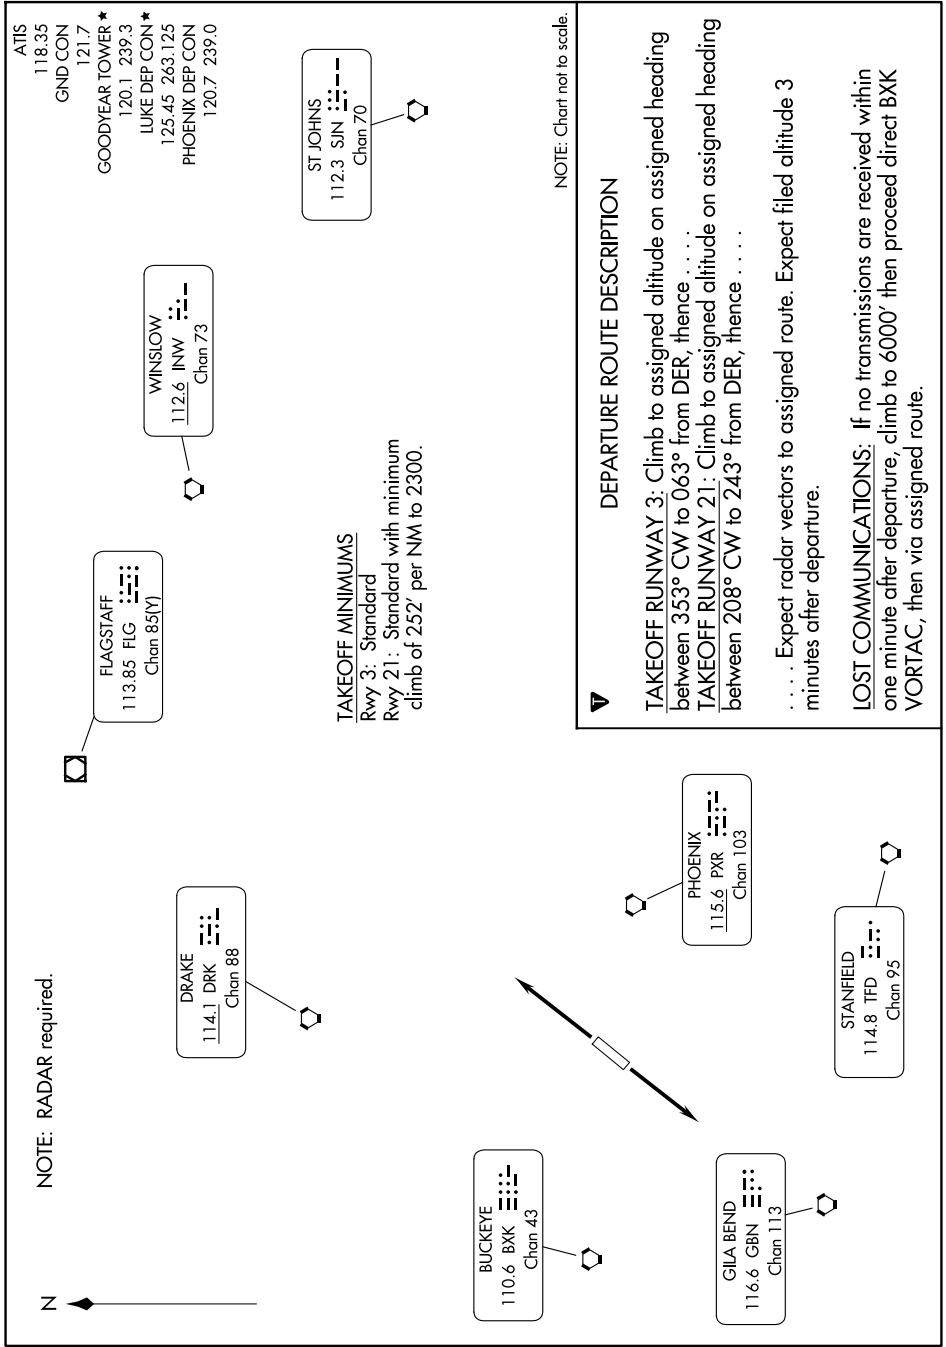 ATIS
118.35
GND CON
121.7
GOODYEAR TOWER★
120.1 239.3
LUKE DEP CON★
125.45 263.125
PHOENIX DEP CON
120.7 239.0
NOTE: RADAR required.
N
FLAGSTAFF
113.85 FLG
Chan 85(Y)
WINSLOW
112.6 INW
Chan 73
DRAKE
114.1 DRK
Chan 88
ST JOHNS
112.3 SJN
Chan 70
TAKEOFF MINIMUMS
Rwy 3: Standard
Rwy 21: Standard with minimum
climb of 252' per NM to 2300.
BUCKEYE
110.6 BXK
Chan 43
PHOENIX
115.6 PXR
Chan 103
GILA BEND
116.6 GBN
Chan 113
STANFIELD
114.8 TFD
Chan 95
NOTE: Chart not to scale.
T
DEPARTURE ROUTE DESCRIPTION
TAKEOFF RUNWAY 3: Climb to assigned altitude on assigned heading
between 353° CW to 063° from DER, thence . . . .
TAKEOFF RUNWAY 21: Climb to assigned altitude on assigned heading
between 208° CW to 243° from DER, thence . . . .
. . . . Expect radar vectors to assigned route. Expect filed altitude 3
minutes after departure.
LOST COMMUNICATIONS: If no transmissions are received within
one minute after departure, climb to 6000' then proceed direct BXK
VORTAC, then via assigned route.